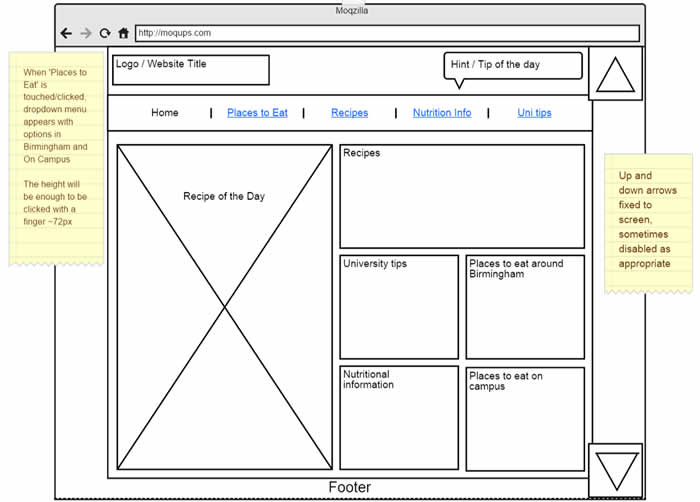 Moqzilla
http://moqups.com
Logo / Website Title
Hint / Tip of the day
Home | Places to Eat | Recipes | Nutrition Info | Uni tips
When 'Places to
Eat' is
touched/clicked,
dropdown menu
appears with
options in
Birmingham and
On Campus
The height will
be enough to be
clicked with a
finger ~72px
Recipe of the Day
Recipes
University tips
Places to eat around
Birmingham
Nutritional
information
Places to eat on
campus
Up and
down arrows
fixed to
screen,
sometimes
disabled as
appropriate
Footer